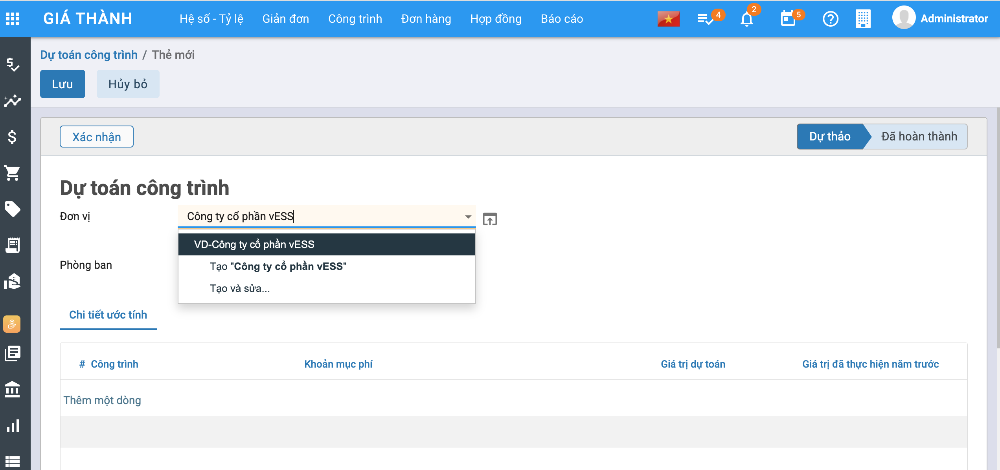 GIÁ THÀNH Hệ số - Tỷ lệ Giản đơn Công trình Đơn hàng Hợp đồng Báo cáo 4 2 5 Administrator
Dự toán công trình / Thẻ mới
Lưu Hủy bỏ
Xác nhận Dự thảo Đã hoàn thành
Dự toán công trình
Đơn vị Công ty cổ phần vESS
VD-Công ty cổ phần vESS
Phòng ban Tạo "Công ty cổ phần vESS"
Tạo và sửa...
Chi tiết ước tính
# Công trình Khoản mục phí Giá trị dự toán Giá trị đã thực hiện năm trước
Thêm một dòng